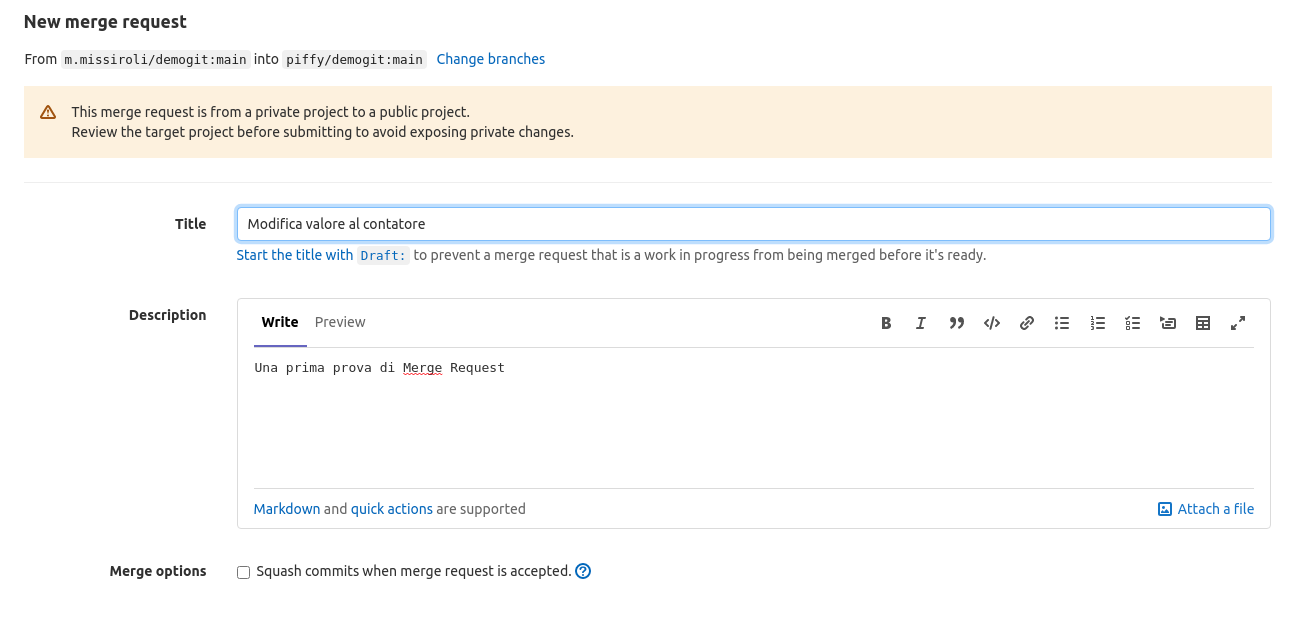 New merge request
From m.missiroli/demogit:main into piffy/demogit:main Change branches
This merge request is from a private project to a public project.
Review the target project before submitting to avoid exposing private changes.
Title
Modifica valore al contatore
Start the title with Draft: to prevent a merge request that is a work in progress from being merged before it's ready.
Description
Write Preview
Una prima prova di Merge Request
Markdown and quick actions are supported
Attach a file
Merge options
Squash commits when merge request is accepted.